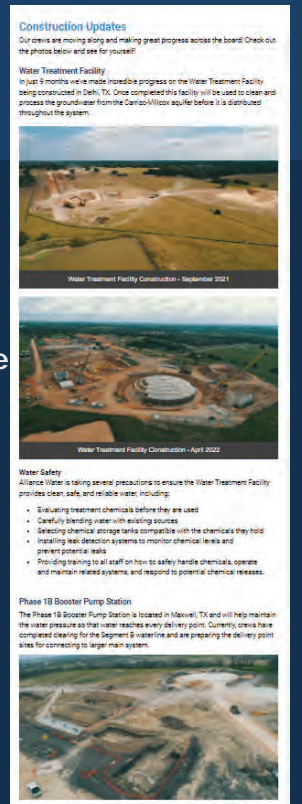 Construction Updates
Our crews are moving along and making great progress across the board! Check out
the photos below and see for yourself!
Water Treatment Facility
In just 9 months we've made incredible progress on the Water Treatment Facility
being constructed in Delhi, TX. Once completed this facility will be used to clean and
process the groundwater from the Carrizo-Wilcox aquifer before it is distributed
throughout the system.
Water Treatment Facility Construction - September 2021
e
Water Treatment Facility Construction - April 2022
Water Safety
Alliance Water is taking several precautions to ensure the Water Treatment Facility
provides clean, safe, and reliable water, including:
• Evaluating treatment chemicals before they are used
• Carefully blending water with existing sources
• Selecting chemical storage tanks compatible with the chemicals they hold
• Installing leak detection systems to monitor chemical levels and
prevent potential leaks
• Providing training to all staff on how to safely handle chemicals, operate
and maintain related systems, and respond to potential chemical releases.
Phase 1B Booster Pump Station
The Phase 1B Booster Pump Station is located in Maxwell, TX and will help maintain
the water pressure so that water reaches every delivery point. Currently, crews have
completed clearing for the Segment B waterline and are preparing the delivery point
sites for connecting to larger main system.